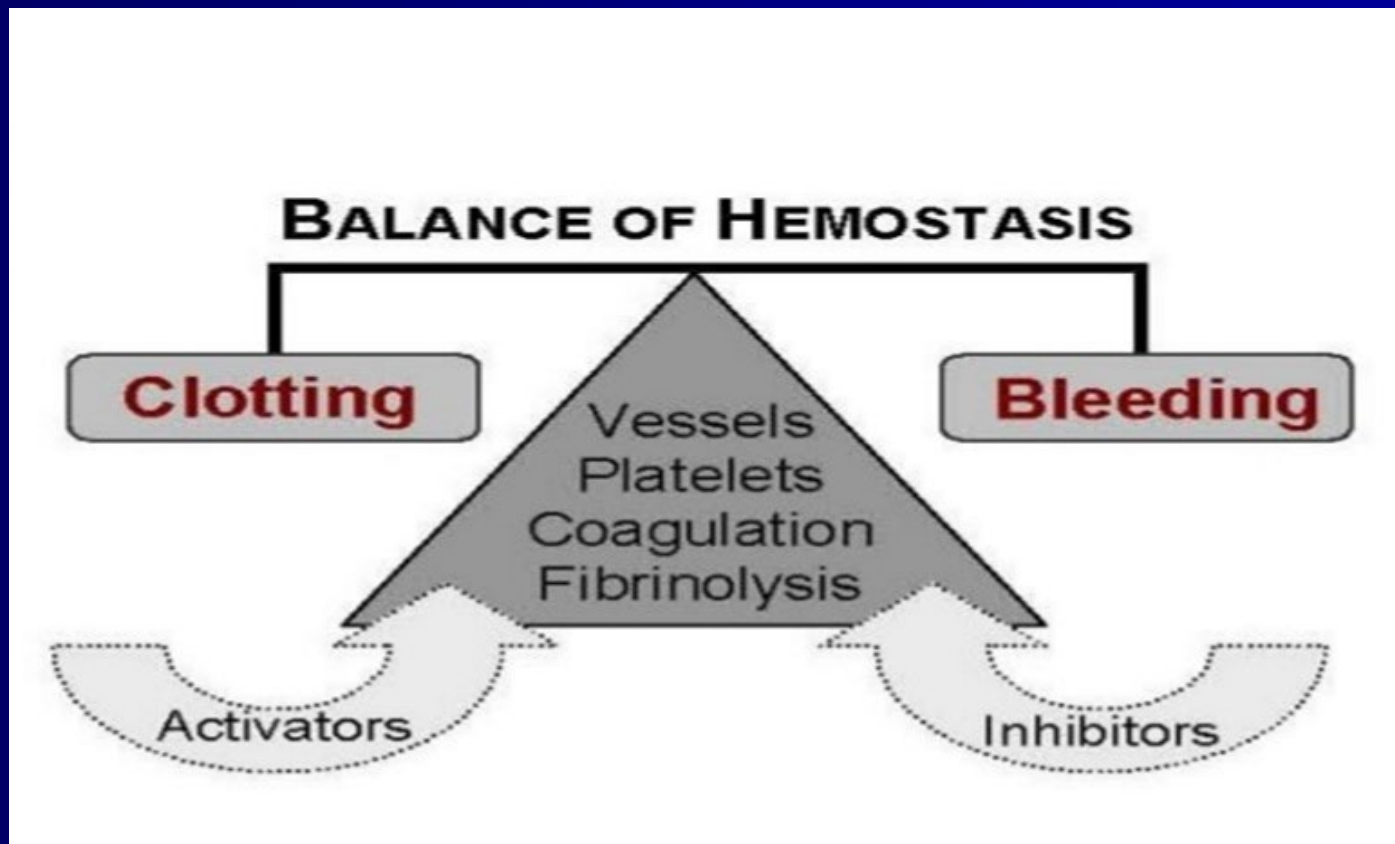 BALANCE OF HEMOSTASIS
Clotting
Bleeding
Vessels
Platelets
Coagulation
Fibrinolysis
Activators
Inhibitors